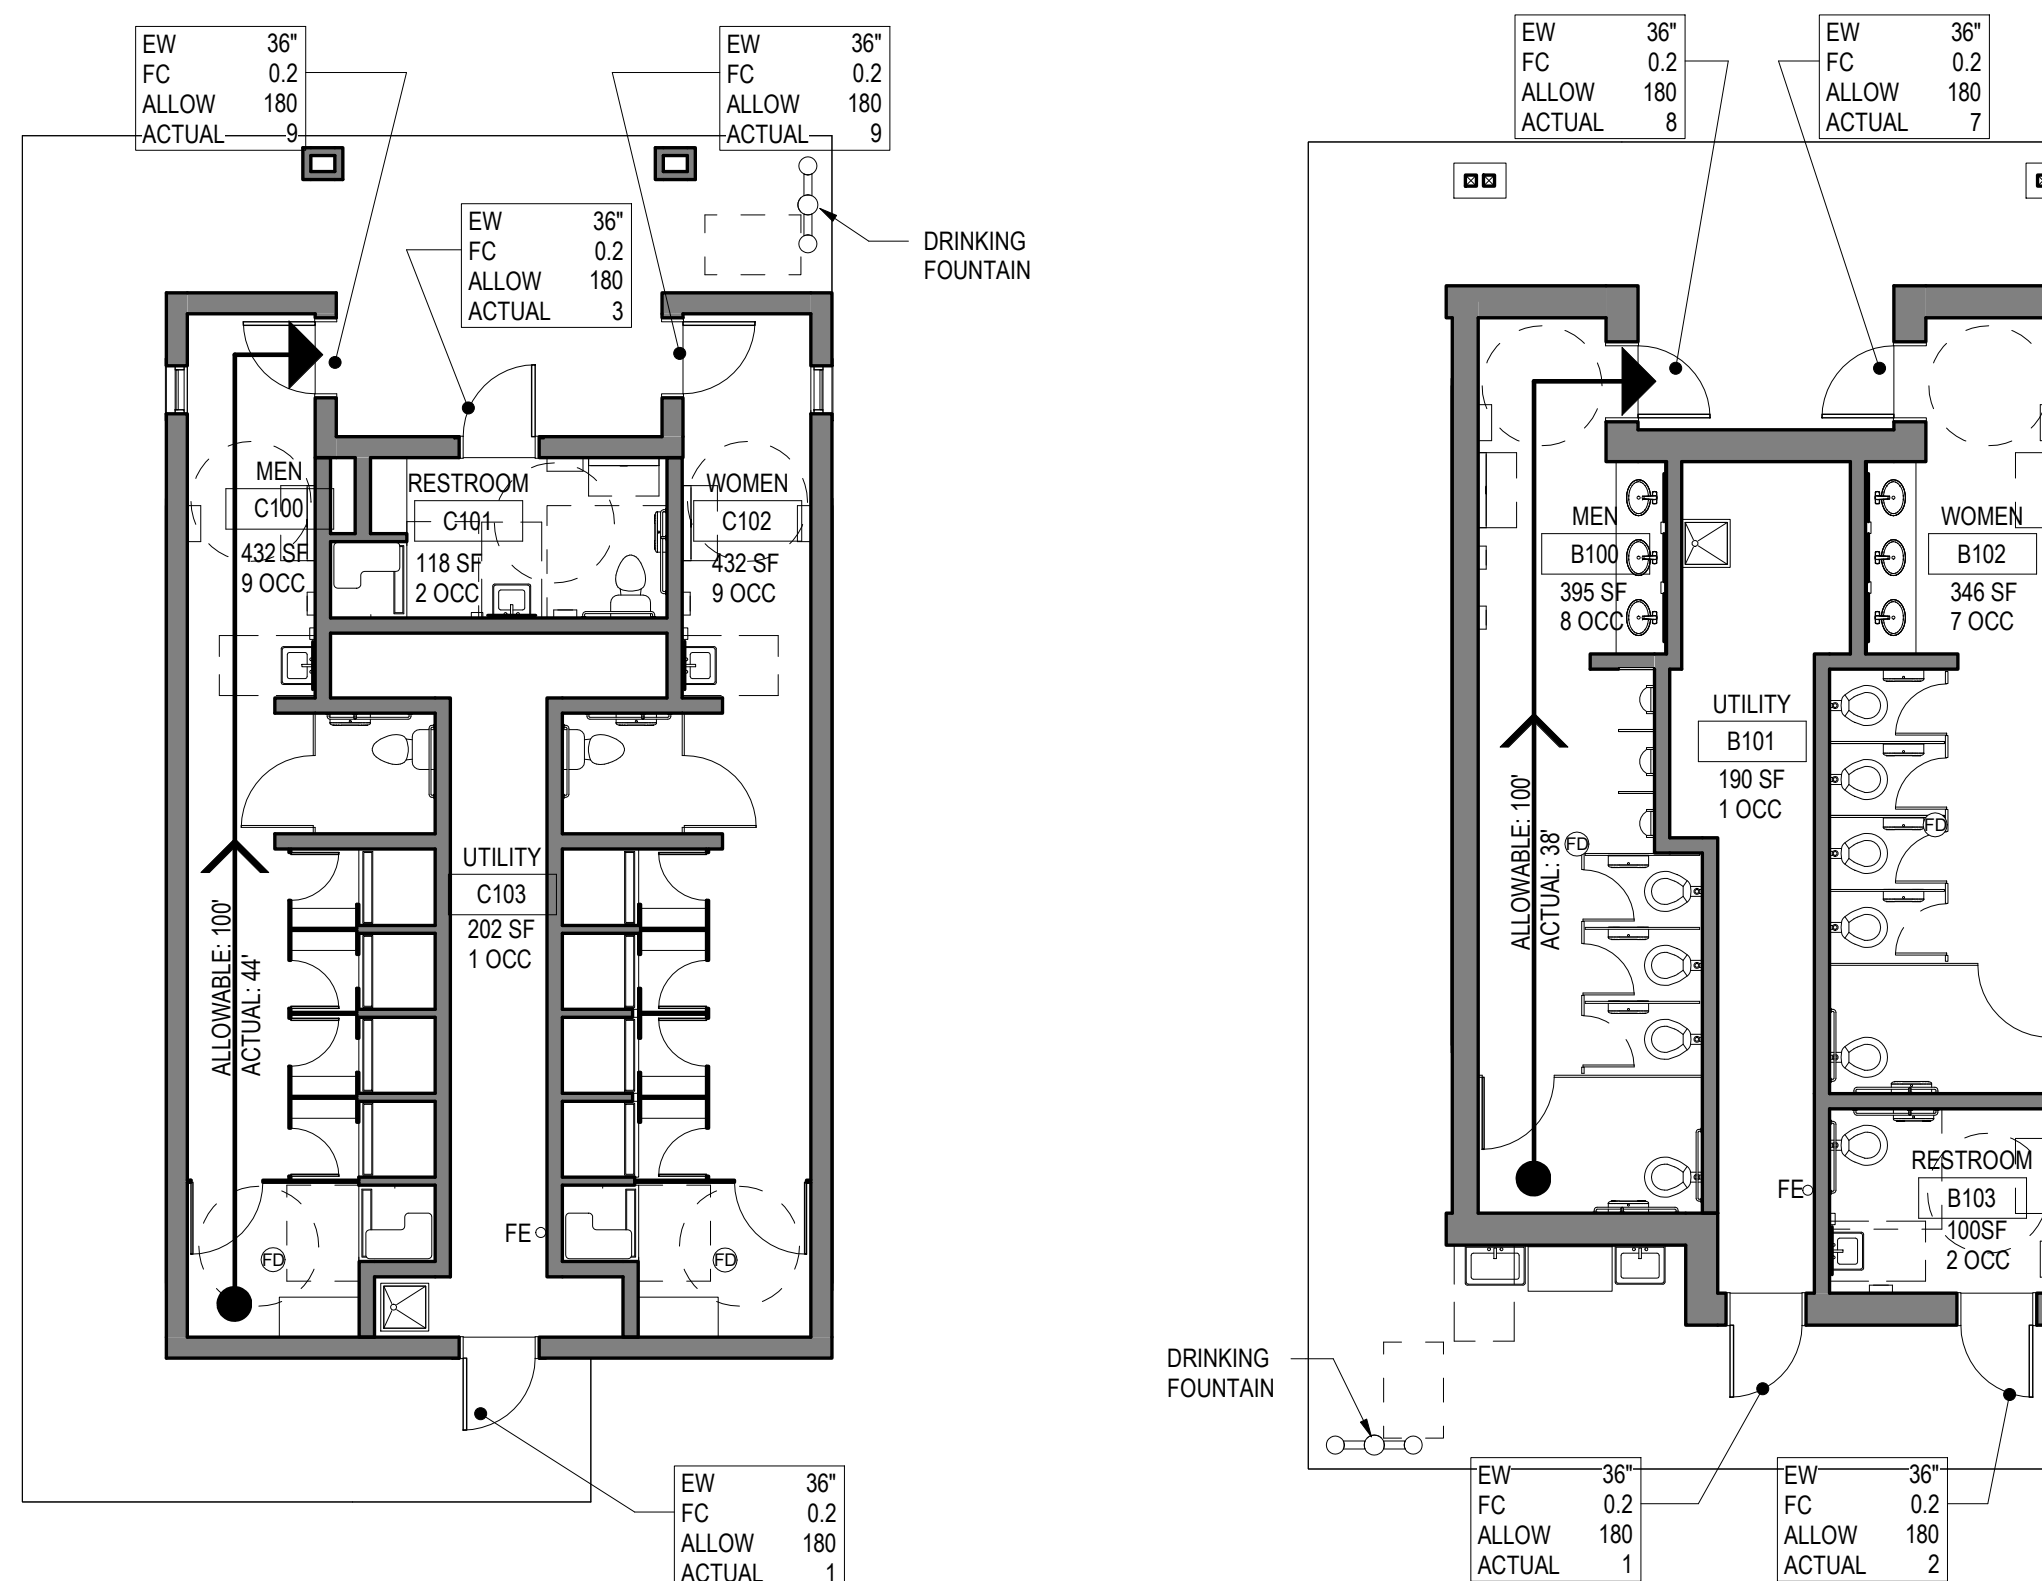 EW 36"
FC 0.2
ALLOW 180
ACTUAL 9
EW 36"
FC 0.2
ALLOW 180
ACTUAL 9
EW 36"
FC 0.2
ALLOW 180
ACTUAL 3
DRINKING
FOUNTAIN
MEN
C100
432 SF
9 OCC
RESTROOM
C101
118 SF
2 OCC
WOMEN
C102
432 SF
9 OCC
ALLOWABLE: 100'
ACTUAL: 44'
UTILITY
C103
202 SF
1 OCC
FE
FD
FD
EW 36"
FC 0.2
ALLOW 180
ACTUAL 1
EW 36"
FC 0.2
ALLOW 180
ACTUAL 8
EW 36"
FC 0.2
ALLOW 180
ACTUAL 7
MEN
B100
395 SF
8 OCC
WOMEN
B102
346 SF
7 OCC
UTILITY
B101
190 SF
1 OCC
ALLOWABLE: 100'
ACTUAL: 38'
FD
FD
FE
RESTROOM
B103
100SF
2 OCC
DRINKING
FOUNTAIN
EW 36"
FC 0.2
ALLOW 180
ACTUAL 1
EW 36"
FC 0.2
ALLOW 180
ACTUAL 2